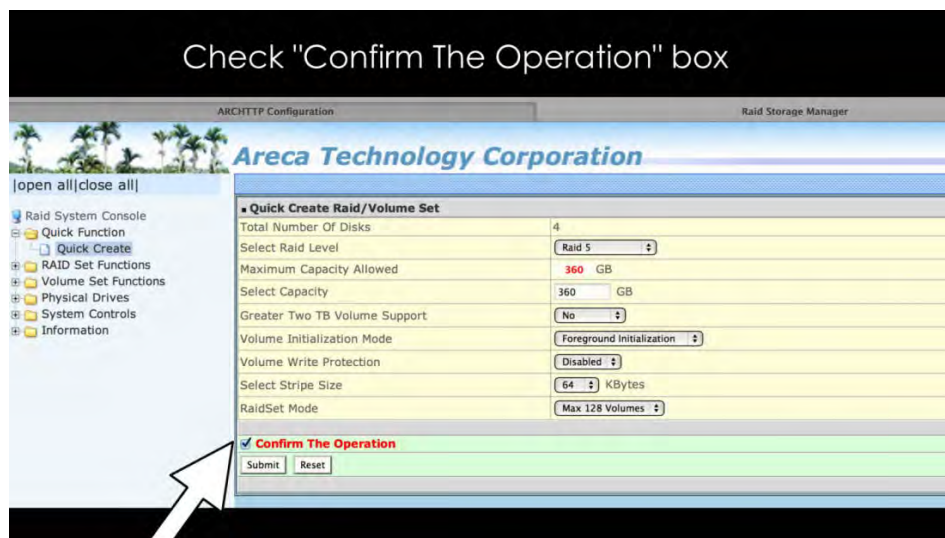 Check "Confirm The Operation" box
ARCHTTP Configuration Raid Storage Manager
Areca Technology Corporation
|open all|close all|
Raid System Console
Quick Function
Quick Create
RAID Set Functions
Volume Set Functions
Physical Drives
System Controls
Information
▪ Quick Create Raid/Volume Set
Total Number Of Disks 4
Select Raid Level Raid 5
Maximum Capacity Allowed 360 GB
Select Capacity 360 GB
Greater Two TB Volume Support No
Volume Initialization Mode Foreground Initialization
Volume Write Protection Disabled
Select Stripe Size 64 KBytes
RaidSet Mode Max 128 Volumes
Confirm The Operation
Submit Reset